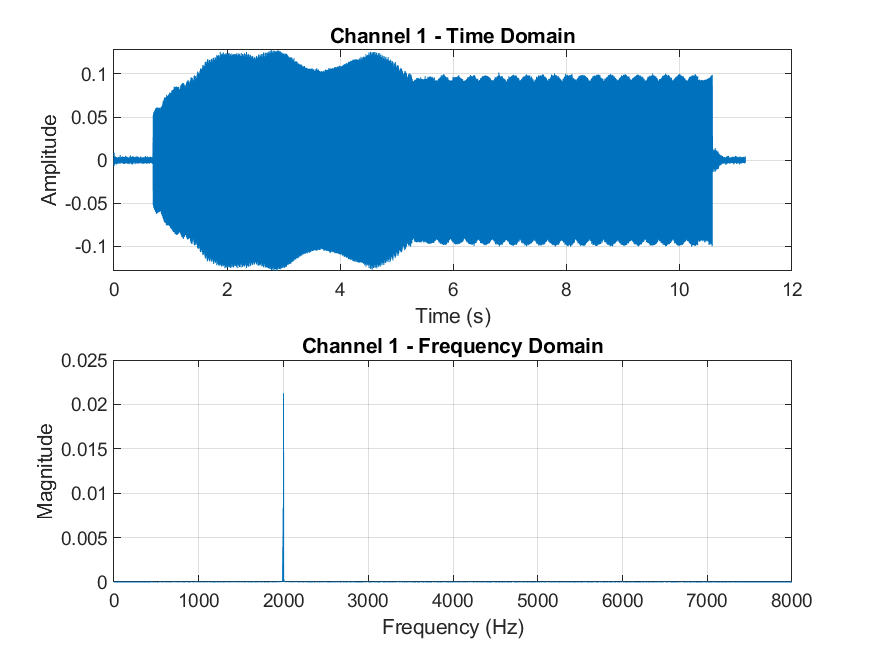 Channel 1 - Time Domain
0.1
0.05
0
-0.05
-0.1
Amplitude
0 2 4 6 8 10 12
Time (s)
Channel 1 - Frequency Domain
0.025
0.02
0.015
0.01
0.005
0
Magnitude
0 1000 2000 3000 4000 5000 6000 7000 8000
Frequency (Hz)